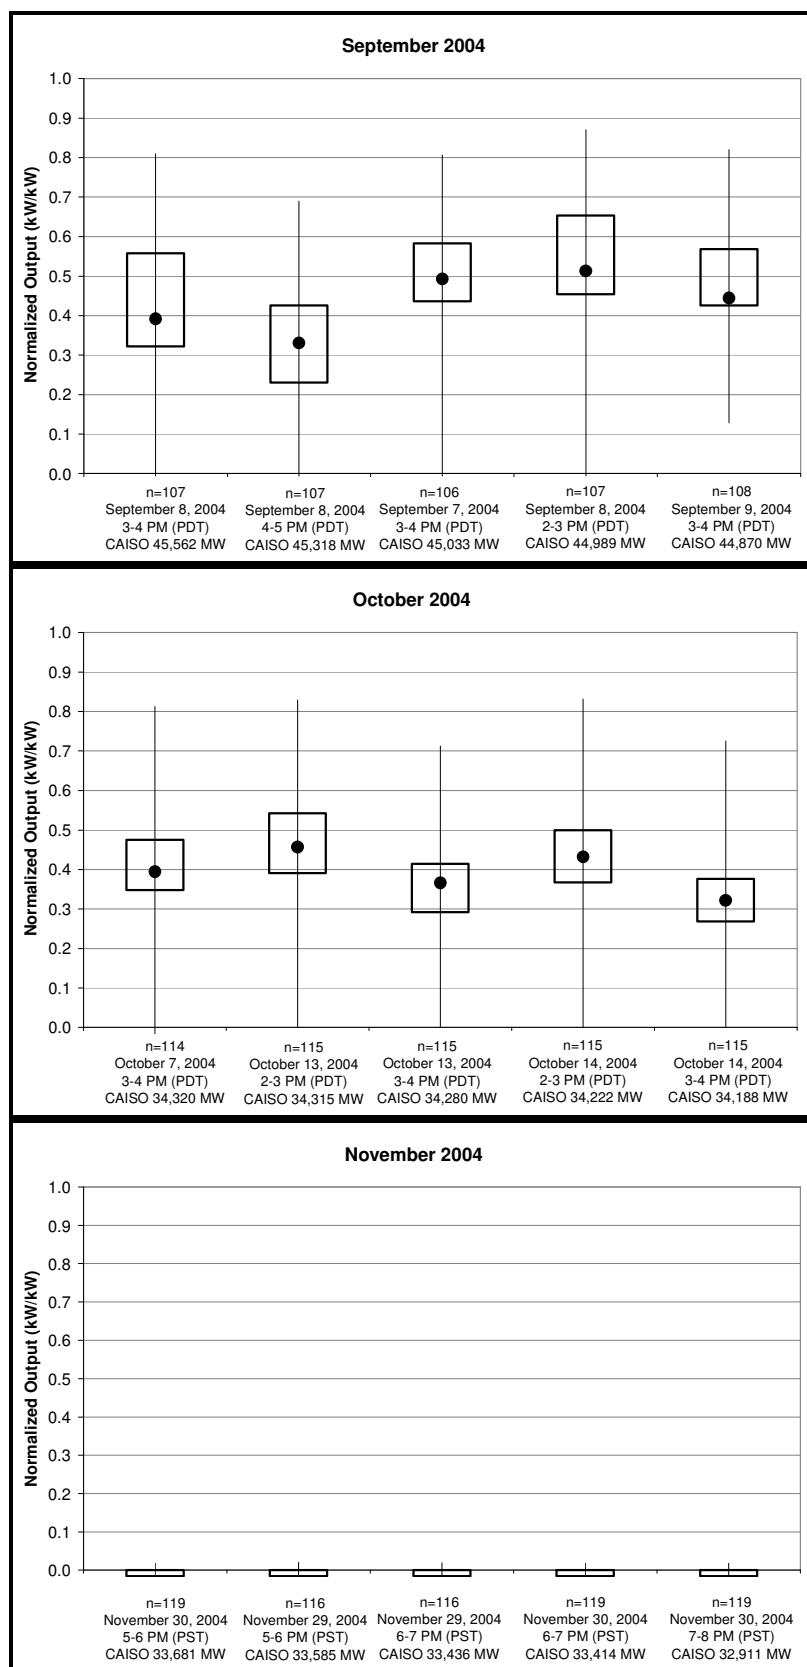 September 2004
Normalized Output (kW/kW)
1.0
0.9
0.8
0.7
0.6
0.5
0.4
0.3
0.2
0.1
0.0
n=107
September 8, 2004
3-4 PM (PDT)
CAISO 45,562 MW
n=107
September 8, 2004
4-5 PM (PDT)
CAISO 45,318 MW
n=106
September 7, 2004
3-4 PM (PDT)
CAISO 45,033 MW
n=107
September 8, 2004
2-3 PM (PDT)
CAISO 44,989 MW
n=108
September 9, 2004
3-4 PM (PDT)
CAISO 44,870 MW
October 2004
Normalized Output (kW/kW)
1.0
0.9
0.8
0.7
0.6
0.5
0.4
0.3
0.2
0.1
0.0
n=114
October 7, 2004
3-4 PM (PDT)
CAISO 34,320 MW
n=115
October 13, 2004
2-3 PM (PDT)
CAISO 34,315 MW
n=115
October 13, 2004
3-4 PM (PDT)
CAISO 34,280 MW
n=115
October 14, 2004
2-3 PM (PDT)
CAISO 34,222 MW
n=115
October 14, 2004
3-4 PM (PDT)
CAISO 34,188 MW
November 2004
Normalized Output (kW/kW)
1.0
0.9
0.8
0.7
0.6
0.5
0.4
0.3
0.2
0.1
0.0
n=119
November 30, 2004
5-6 PM (PST)
CAISO 33,681 MW
n=116
November 29, 2004
5-6 PM (PST)
CAISO 33,585 MW
n=116
November 29, 2004
6-7 PM (PST)
CAISO 33,436 MW
n=119
November 30, 2004
6-7 PM (PST)
CAISO 33,414 MW
n=119
November 30, 2004
7-8 PM (PST)
CAISO 32,911 MW